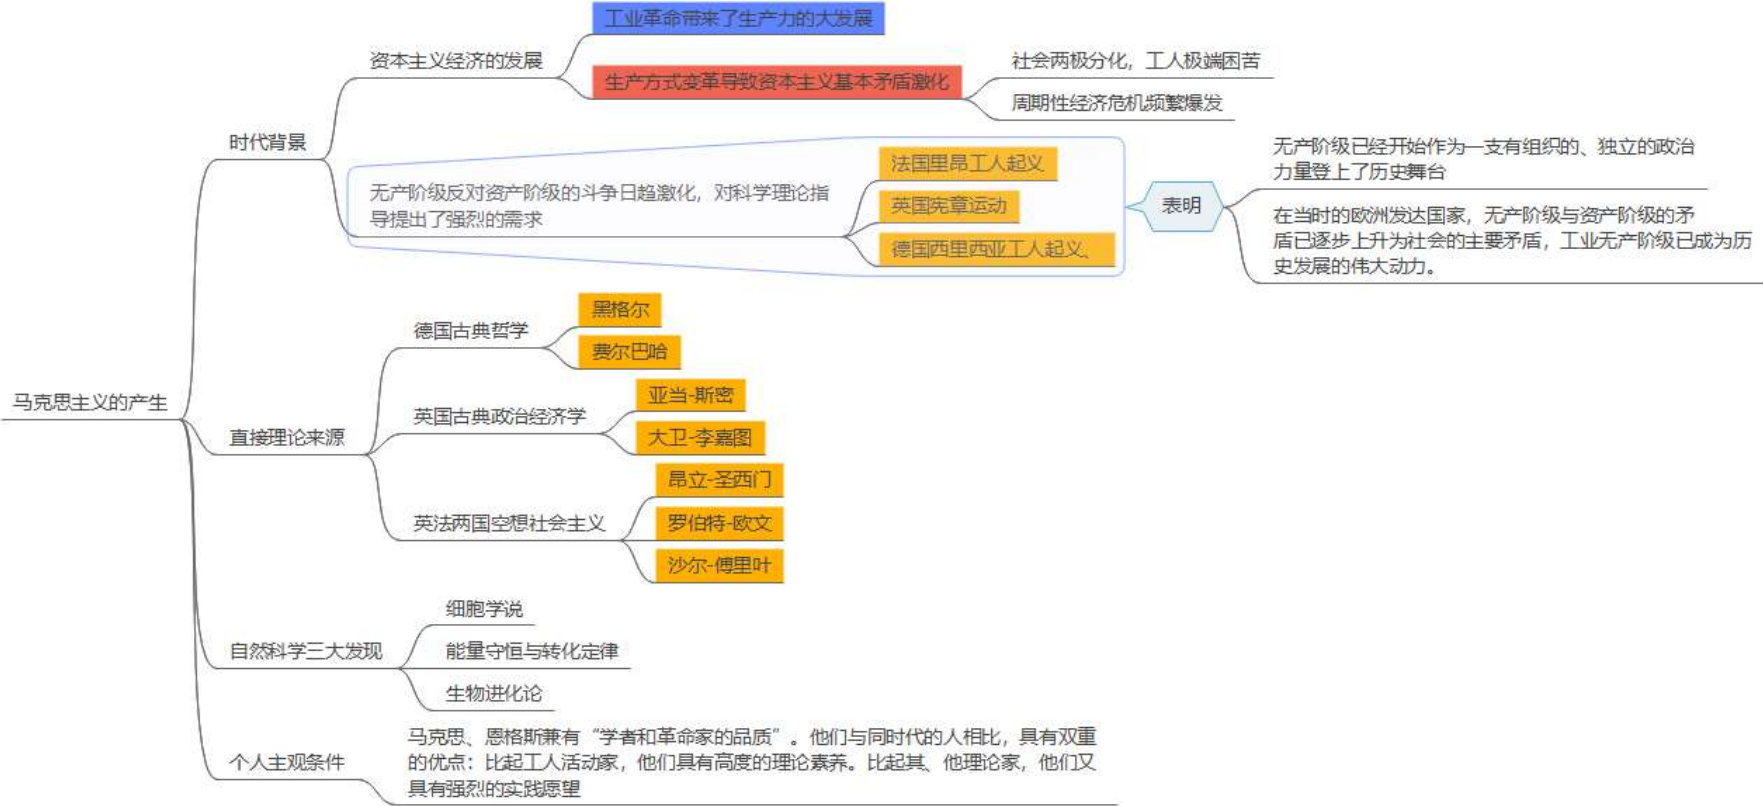 工业革命带来了生产力的大发展
资本主义经济的发展
社会两极分化，工人极端困苦
生产方式变革导致资本主义基本矛盾激化
周期性经济危机频繁爆发
时代背景
无产阶级已经开始作为一支有组织的、独立的政治
力量登上了历史舞台
法国里昂工人起义
无产阶级反对资产阶级的斗争日趋激化，对科学理论指
导提出了强烈的需求
英国宪章运动
表明
德国西里西亚工人起义、
在当时的欧洲发达国家，无产阶级与资产阶级的矛
盾已逐步上升为社会的主要矛盾，工业无产阶级已成为历
史发展的伟大动力。
黑格尔
德国古典哲学
费尔巴哈
马克思主义的产生
亚当-斯密
英国古典政治经济学
大卫-李嘉图
直接理论来源
昂立-圣西门
英法两国空想社会主义
罗伯特-欧文
沙尔-傅里叶
细胞学说
自然科学三大发现
能量守恒与转化定律
生物进化论
个人主观条件
马克思、恩格斯兼有“学者和革命家的品质”。他们与同时代的人相比，具有双重
的优点：比起工人活动家，他们具有高度的理论素养。比起其、他理论家，他们又
具有强烈的实践愿望